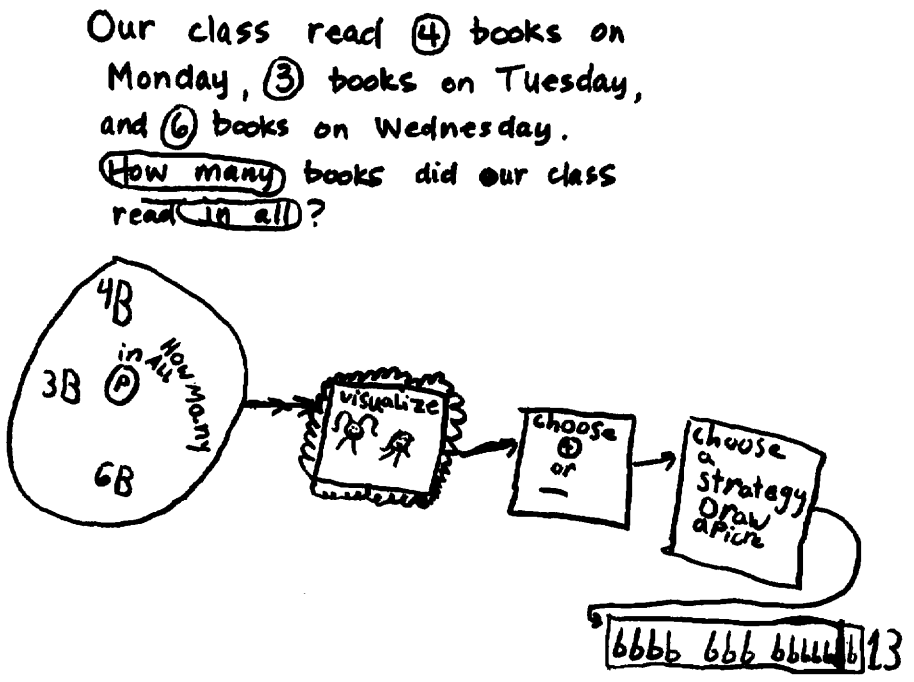 Our class read 4 books on
Monday, 3 books on Tuesday,
and 6 books on Wednesday.
How many books did our class
read in all?
4B
in All
How Many
3B
P
6B
visualize
choose
+
or
—
choose
a
strategy
Draw
a Picre
bbbb bbb bbbbbb 13